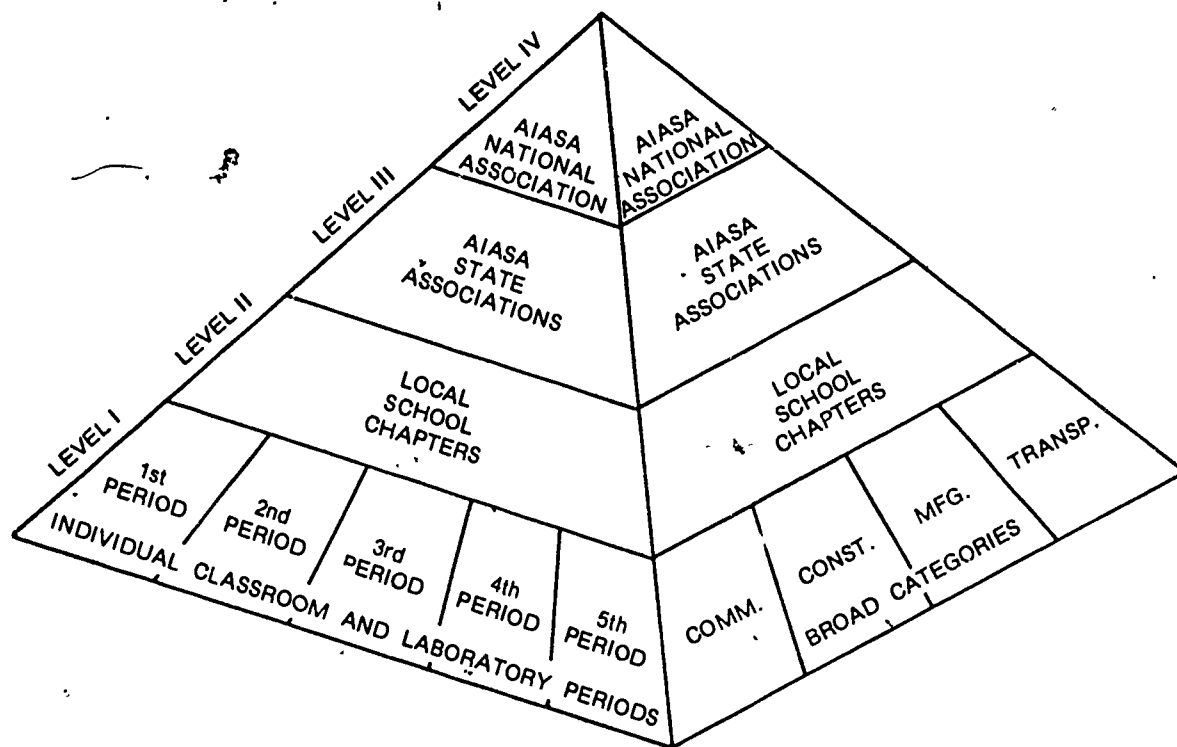 LEVEL IV
AIASA
NATIONAL
ASSOCIATION
AIASA
NATIONAL
ASSOCIATION
LEVEL III
AIASA
STATE
ASSOCIATIONS
AIASA
STATE
ASSOCIATIONS
LEVEL II
LOCAL
SCHOOL
CHAPTERS
LOCAL
SCHOOL
CHAPTERS
LEVEL I
1st
PERIOD
2nd
PERIOD
3rd
PERIOD
4th
PERIOD
5th
PERIOD
INDIVIDUAL CLASSROOM AND LABORATORY PERIODS
COMM.
CONST.
MFG.
TRANSP.
BROAD CATEGORIES